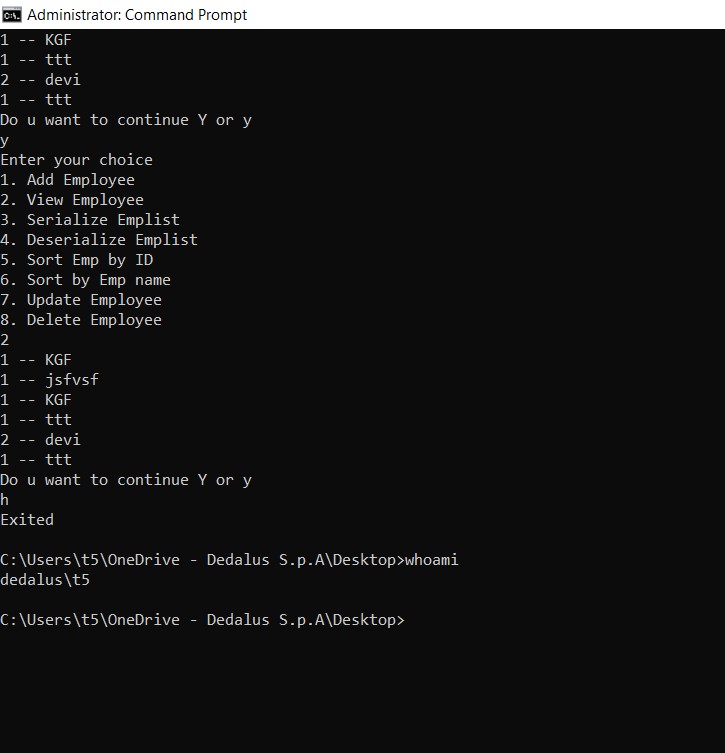 Administrator: Command Prompt
1 -- KGF
1 -- ttt
2 -- devi
1 -- ttt
Do u want to continue Y or y
y
Enter your choice
1. Add Employee
2. View Employee
3. Serialize Emplist
4. Deserialize Emplist
5. Sort Emp by ID
6. Sort by Emp name
7. Update Employee
8. Delete Employee
2
1 -- KGF
1 -- jsfvsf
1 -- KGF
1 -- ttt
2 -- devi
1 -- ttt
Do u want to continue Y or y
h
Exited
C:\Users\t5\OneDrive - Dedalus S.p.A\Desktop>whoami
dedalus\t5
C:\Users\t5\OneDrive - Dedalus S.p.A\Desktop>